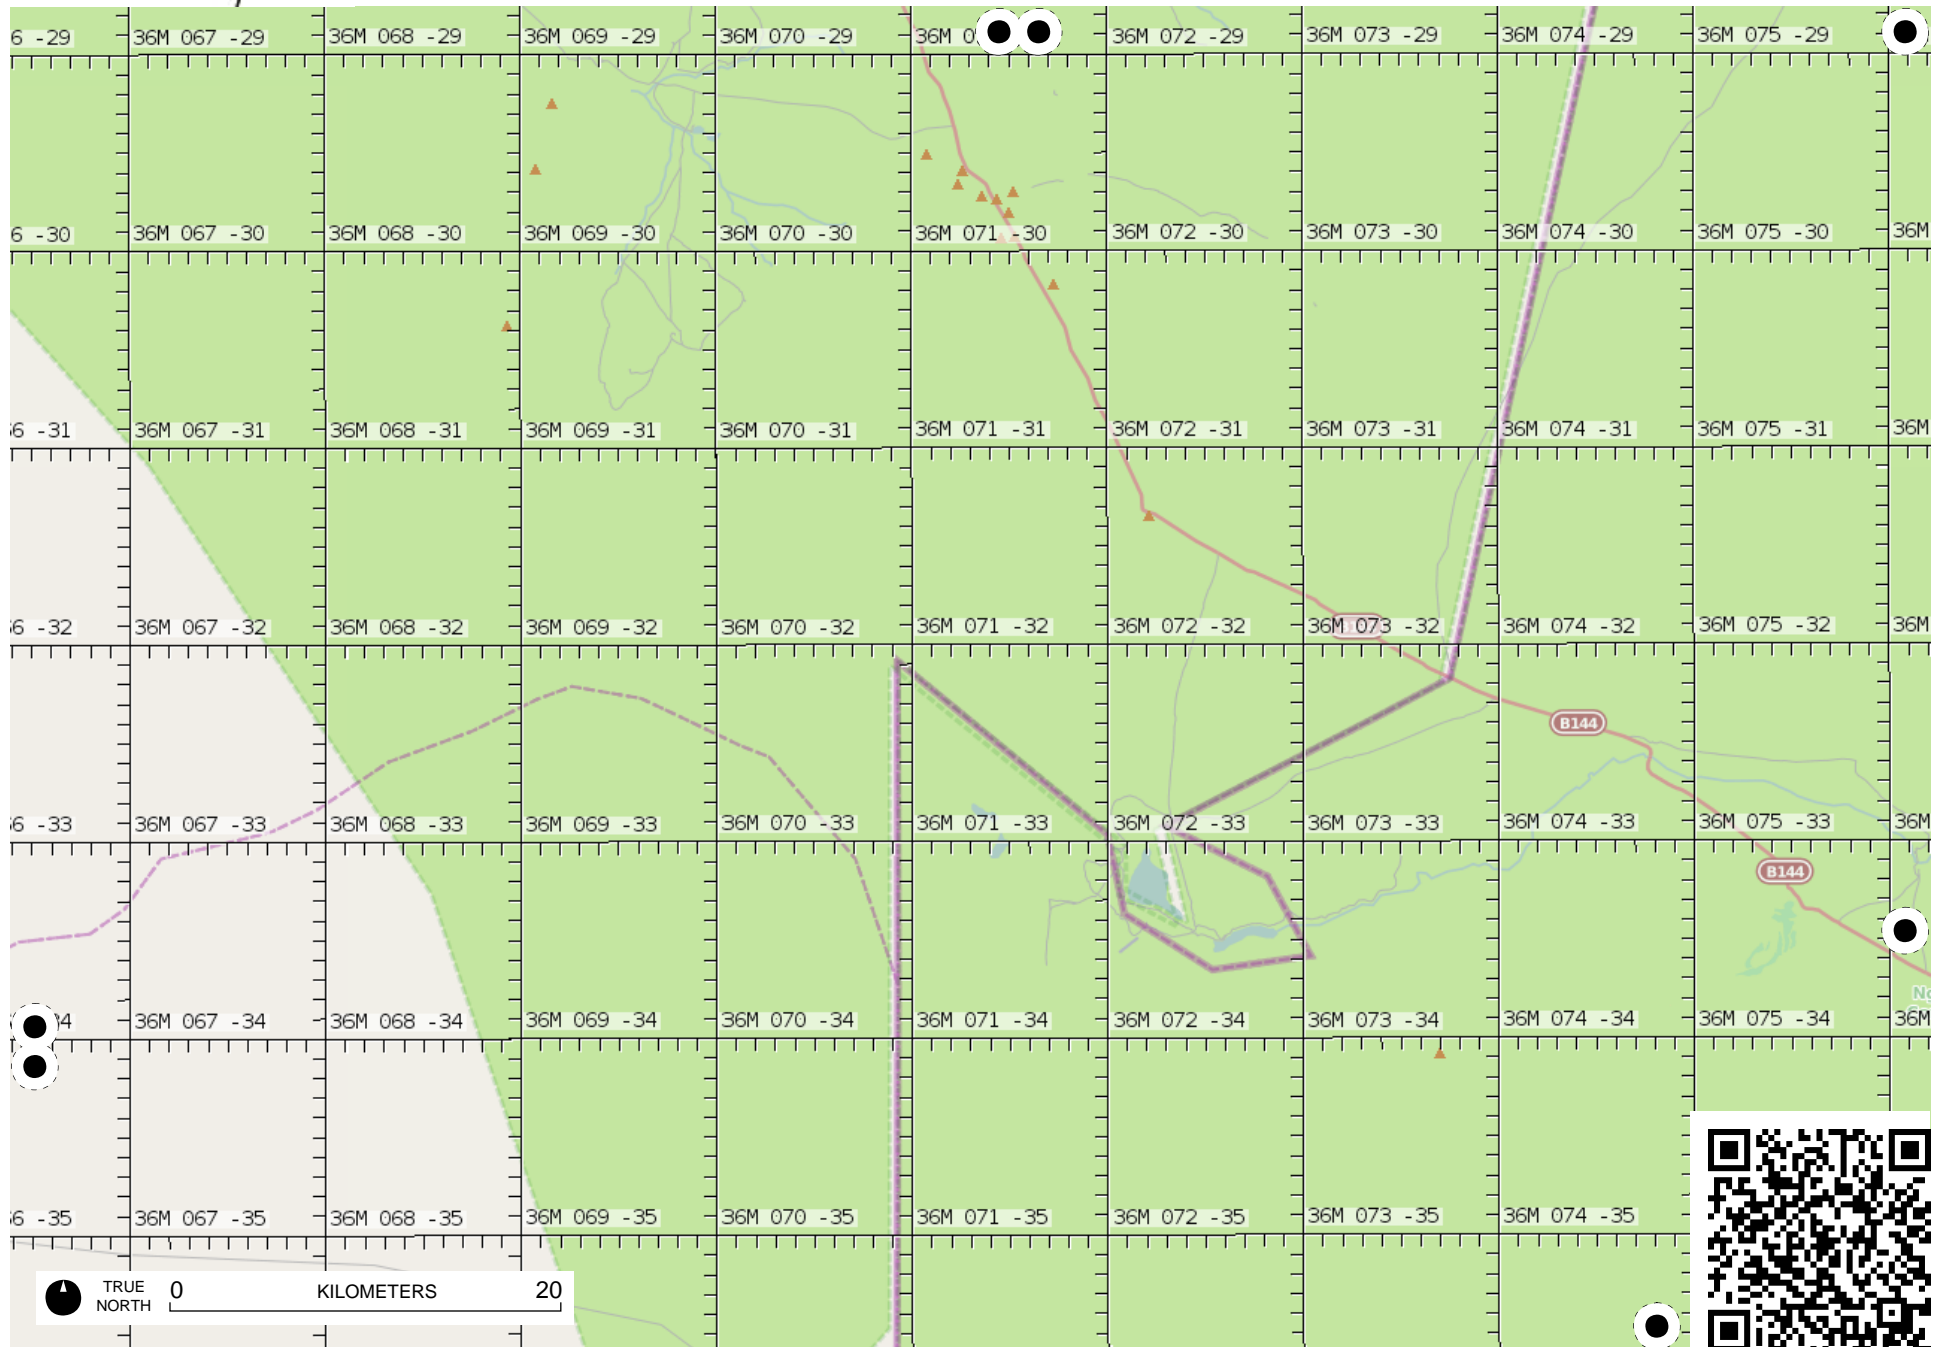 6 -29 36M 067 -29 36M 068 -29 36M 069 -29 36M 070 -29 36M 0 36M 072 -29 36M 073 -29 36M 074 -29 36M 075 -29
6 -30 36M 067 -30 36M 068 -30 36M 069 -30 36M 070 -30 36M 071 -30 36M 072 -30 36M 073 -30 36M 074 -30 36M 075 -30 36M
6 -31 36M 067 -31 36M 068 -31 36M 069 -31 36M 070 -31 36M 071 -31 36M 072 -31 36M 073 -31 36M 074 -31 36M 075 -31 36M
6 -32 36M 067 -32 36M 068 -32 36M 069 -32 36M 070 -32 36M 071 -32 36M 072 -32 36M 073 -32 36M 074 -32 36M 075 -32 36M
B144
6 -33 36M 067 -33 36M 068 -33 36M 069 -33 36M 070 -33 36M 071 -33 36M 072 -33 36M 073 -33 36M 074 -33 36M 075 -33 36M
B144
34 36M 067 -34 36M 068 -34 36M 069 -34 36M 070 -34 36M 071 -34 36M 072 -34 36M 073 -34 36M 074 -34 36M 075 -34 36M
6 -35 36M 067 -35 36M 068 -35 36M 069 -35 36M 070 -35 36M 071 -35 36M 072 -35 36M 073 -35 36M 074 -35
TRUE NORTH 0 KILOMETERS 20